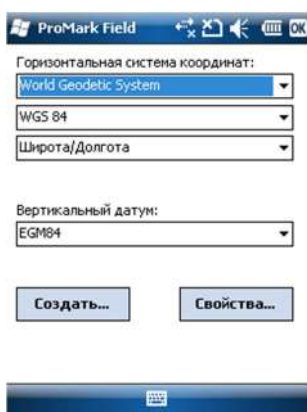 ProMark Field OK
Горизонтальная система координат:
World Geodetic System
WGS 84
Широта/Долгота
Вертикальный датум:
EGM84
Создать... Свойства...